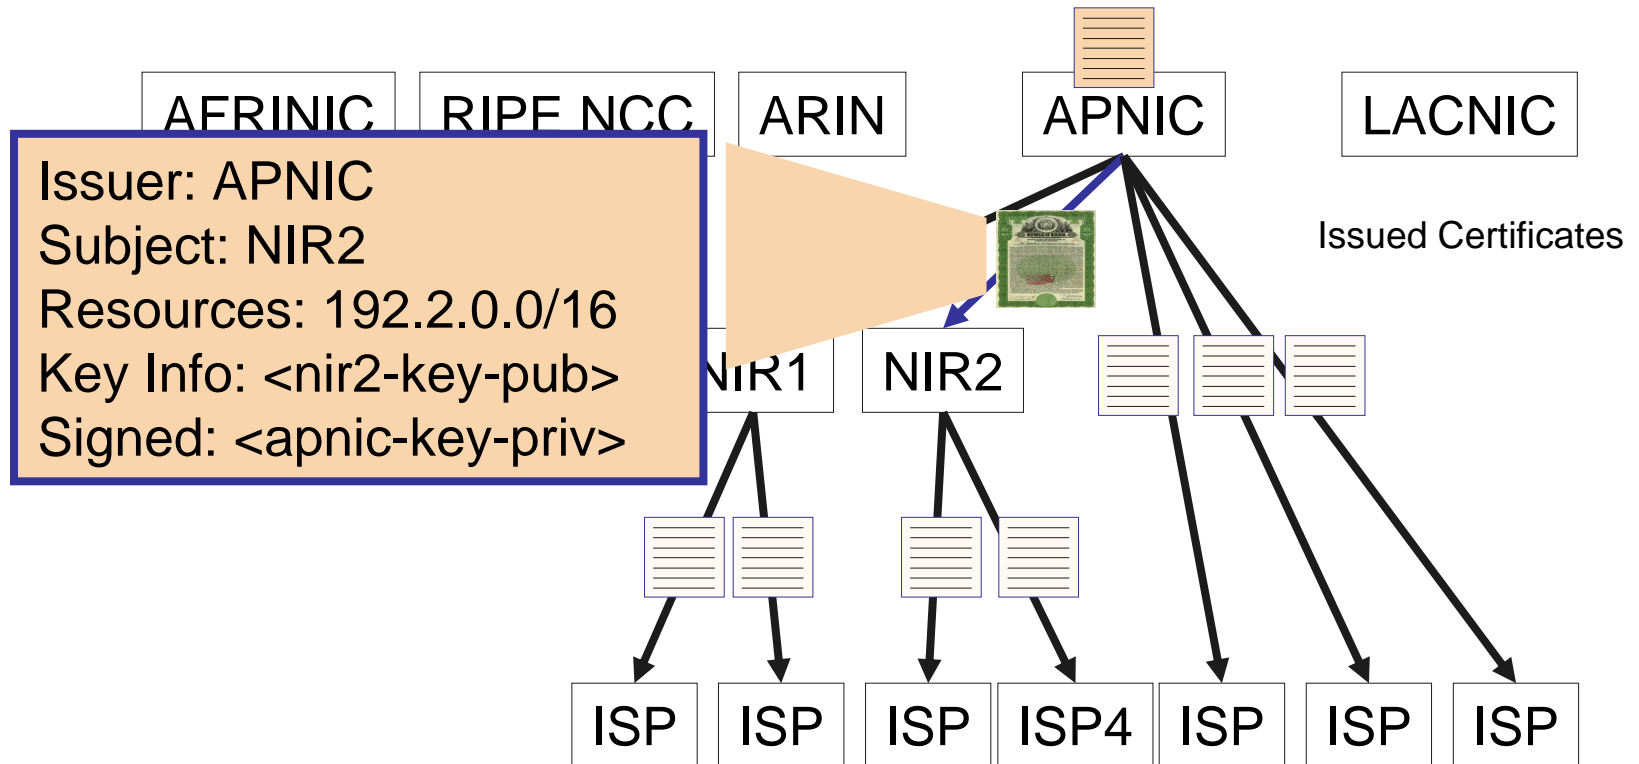 AFRINIC
RIPE NCC
ARIN
APNIC
LACNIC
Issuer: APNIC
Subject: NIR2
Resources: 192.2.0.0/16
Key Info: <nir2-key-pub>
Signed: <apnic-key-priv>
Issued Certificates
NIR1
NIR2
ISP
ISP
ISP
ISP4
ISP
ISP
ISP